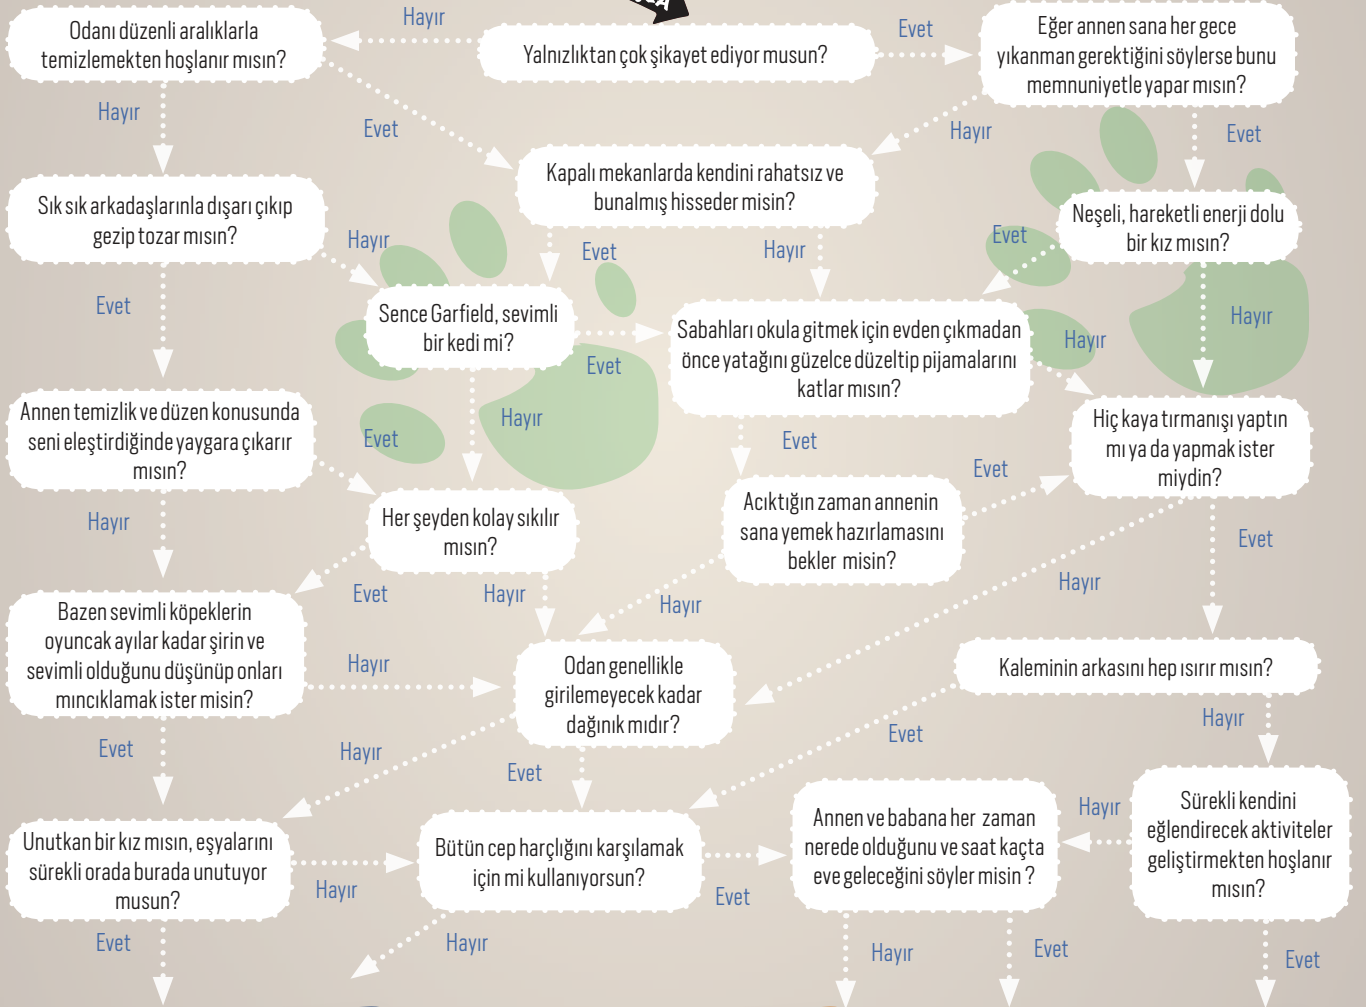 Hayır
Odanı düzenli aralıklarla
temizlemekten hoşlanır mısın?
Yalnızlıktan çok şikayet ediyor musun?
Evet
Eğer annen sana her gece
yıkanman gerektiğini söylerse bunu
memnuniyetle yapar mısın?
Hayır
Evet
Hayır
Evet
Kapalı mekanlarda kendini rahatsız ve
bunalmış hisseder misin?
Sık sık arkadaşlarınla dışarı çıkıp
gezip tozar mısın?
Neşeli, hareketli enerji dolu
bir kız mısın?
Hayır
Evet
Hayır
Evet
Evet
Sence Garfield, sevimli
bir kedi mi?
Sabahları okula gitmek için evden çıkmadan
önce yatağını güzelce düzeltip pijamalarını
katlar mısın?
Hayır
Hayır
Evet
Annen temizlik ve düzen konusunda
seni eleştirdiğinde yaygara çıkarır
mısın?
Evet
Hayır
Evet
Hiç kaya tırmanışı yaptın
mı ya da yapmak ister
miydin?
Evet
Hayır
Her şeyden kolay sıkılır
mısın?
Acıktığın zaman annenin
sana yemek hazırlamasını
bekler misin?
Evet
Evet
Hayır
Hayır
Hayır
Bazen sevimli köpeklerin
oyuncak ayılar kadar şirin ve
sevimli olduğunu düşünüp onları
mıncıklamak ister misin?
Hayır
Odan genellikle
girilemeyecek kadar
dağınık mıdır?
Kaleminin arkasını hep ısırır mısın?
Evet
Hayır
Evet
Evet
Hayır
Unutkan bir kız mısın, eşyalarını
sürekli orada burada unutuyor
musun?
Hayır
Bütün cep harçlığını karşılamak
için mi kullanıyorsun?
Evet
Annen ve babana her zaman
nerede olduğunu ve saat kaçta
eve geleceğini söyler misin ?
Hayır
Sürekli kendini
eğlendirecek aktiviteler
geliştirmekten hoşlanır
mısın?
Evet
Hayır
Hayır
Evet
Evet